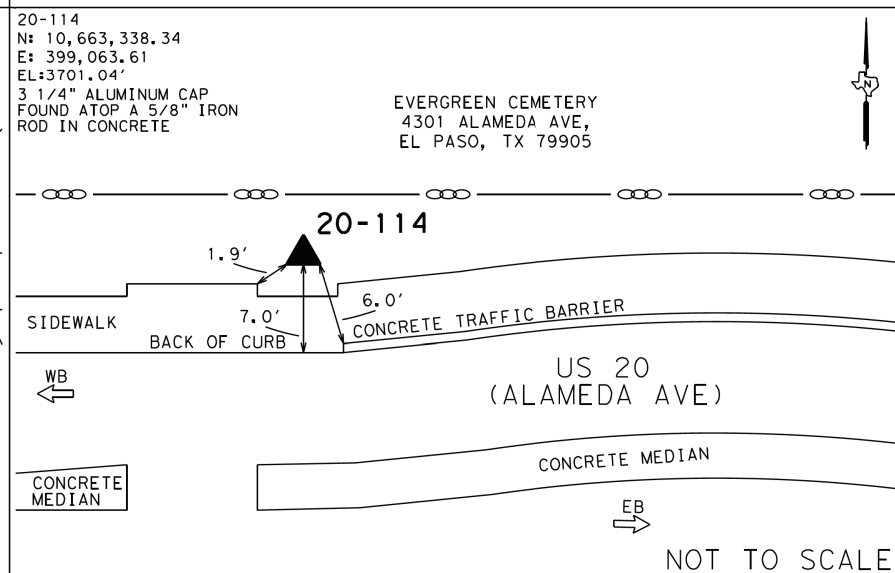 20-114
N: 10,663,338.34
E: 399,063.61
EL:3701.04'
3 1/4" ALUMINUM CAP
FOUND ATOP A 5/8" IRON
ROD IN CONCRETE
EVERGREEN CEMETERY
4301 ALAMEDA AVE,
EL PASO, TX 79905
N
20-114
1.9'
6.0'
7.0'
CONCRETE TRAFFIC BARRIER
SIDEWALK
BACK OF CURB
US 20
(ALAMEDA AVE)
WB
CONCRETE MEDIAN
CONCRETE
MEDIAN
EB
NOT TO SCALE